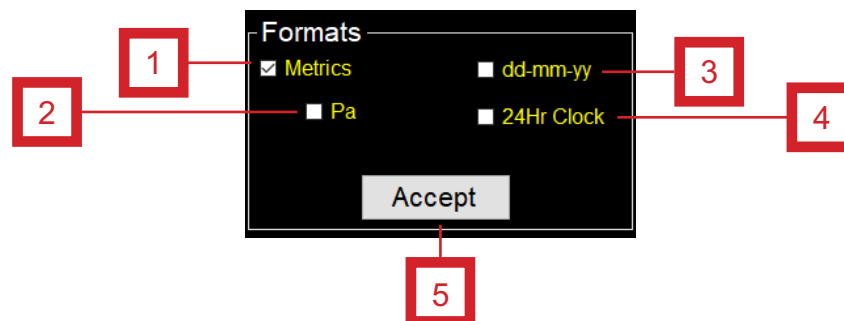 Formats
1
Metrics
dd-mm-yy
3
2
Pa
24Hr Clock
4
Accept
5